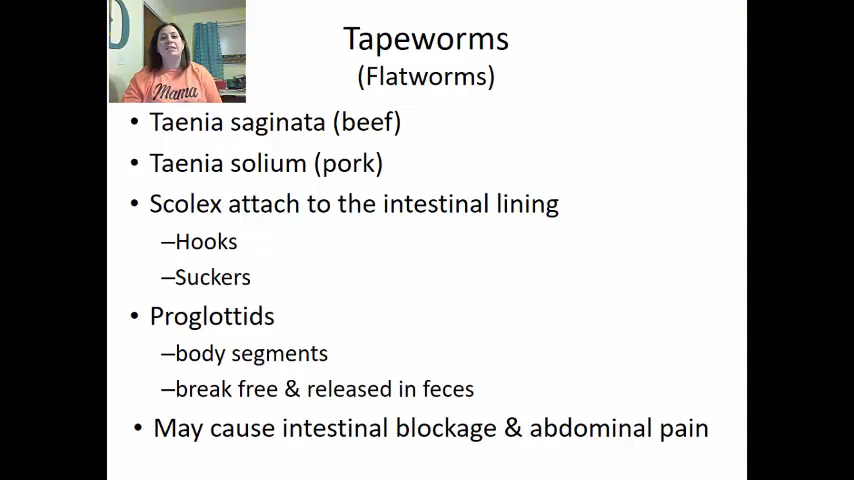 Tapeworms
(Flatworms)
Mama
• Taenia saginata (beef)
• Taenia solium (pork)
• Scolex attach to the intestinal lining
–Hooks
–Suckers
• Proglottids
–body segments
–break free & released in feces
• May cause intestinal blockage & abdominal pain